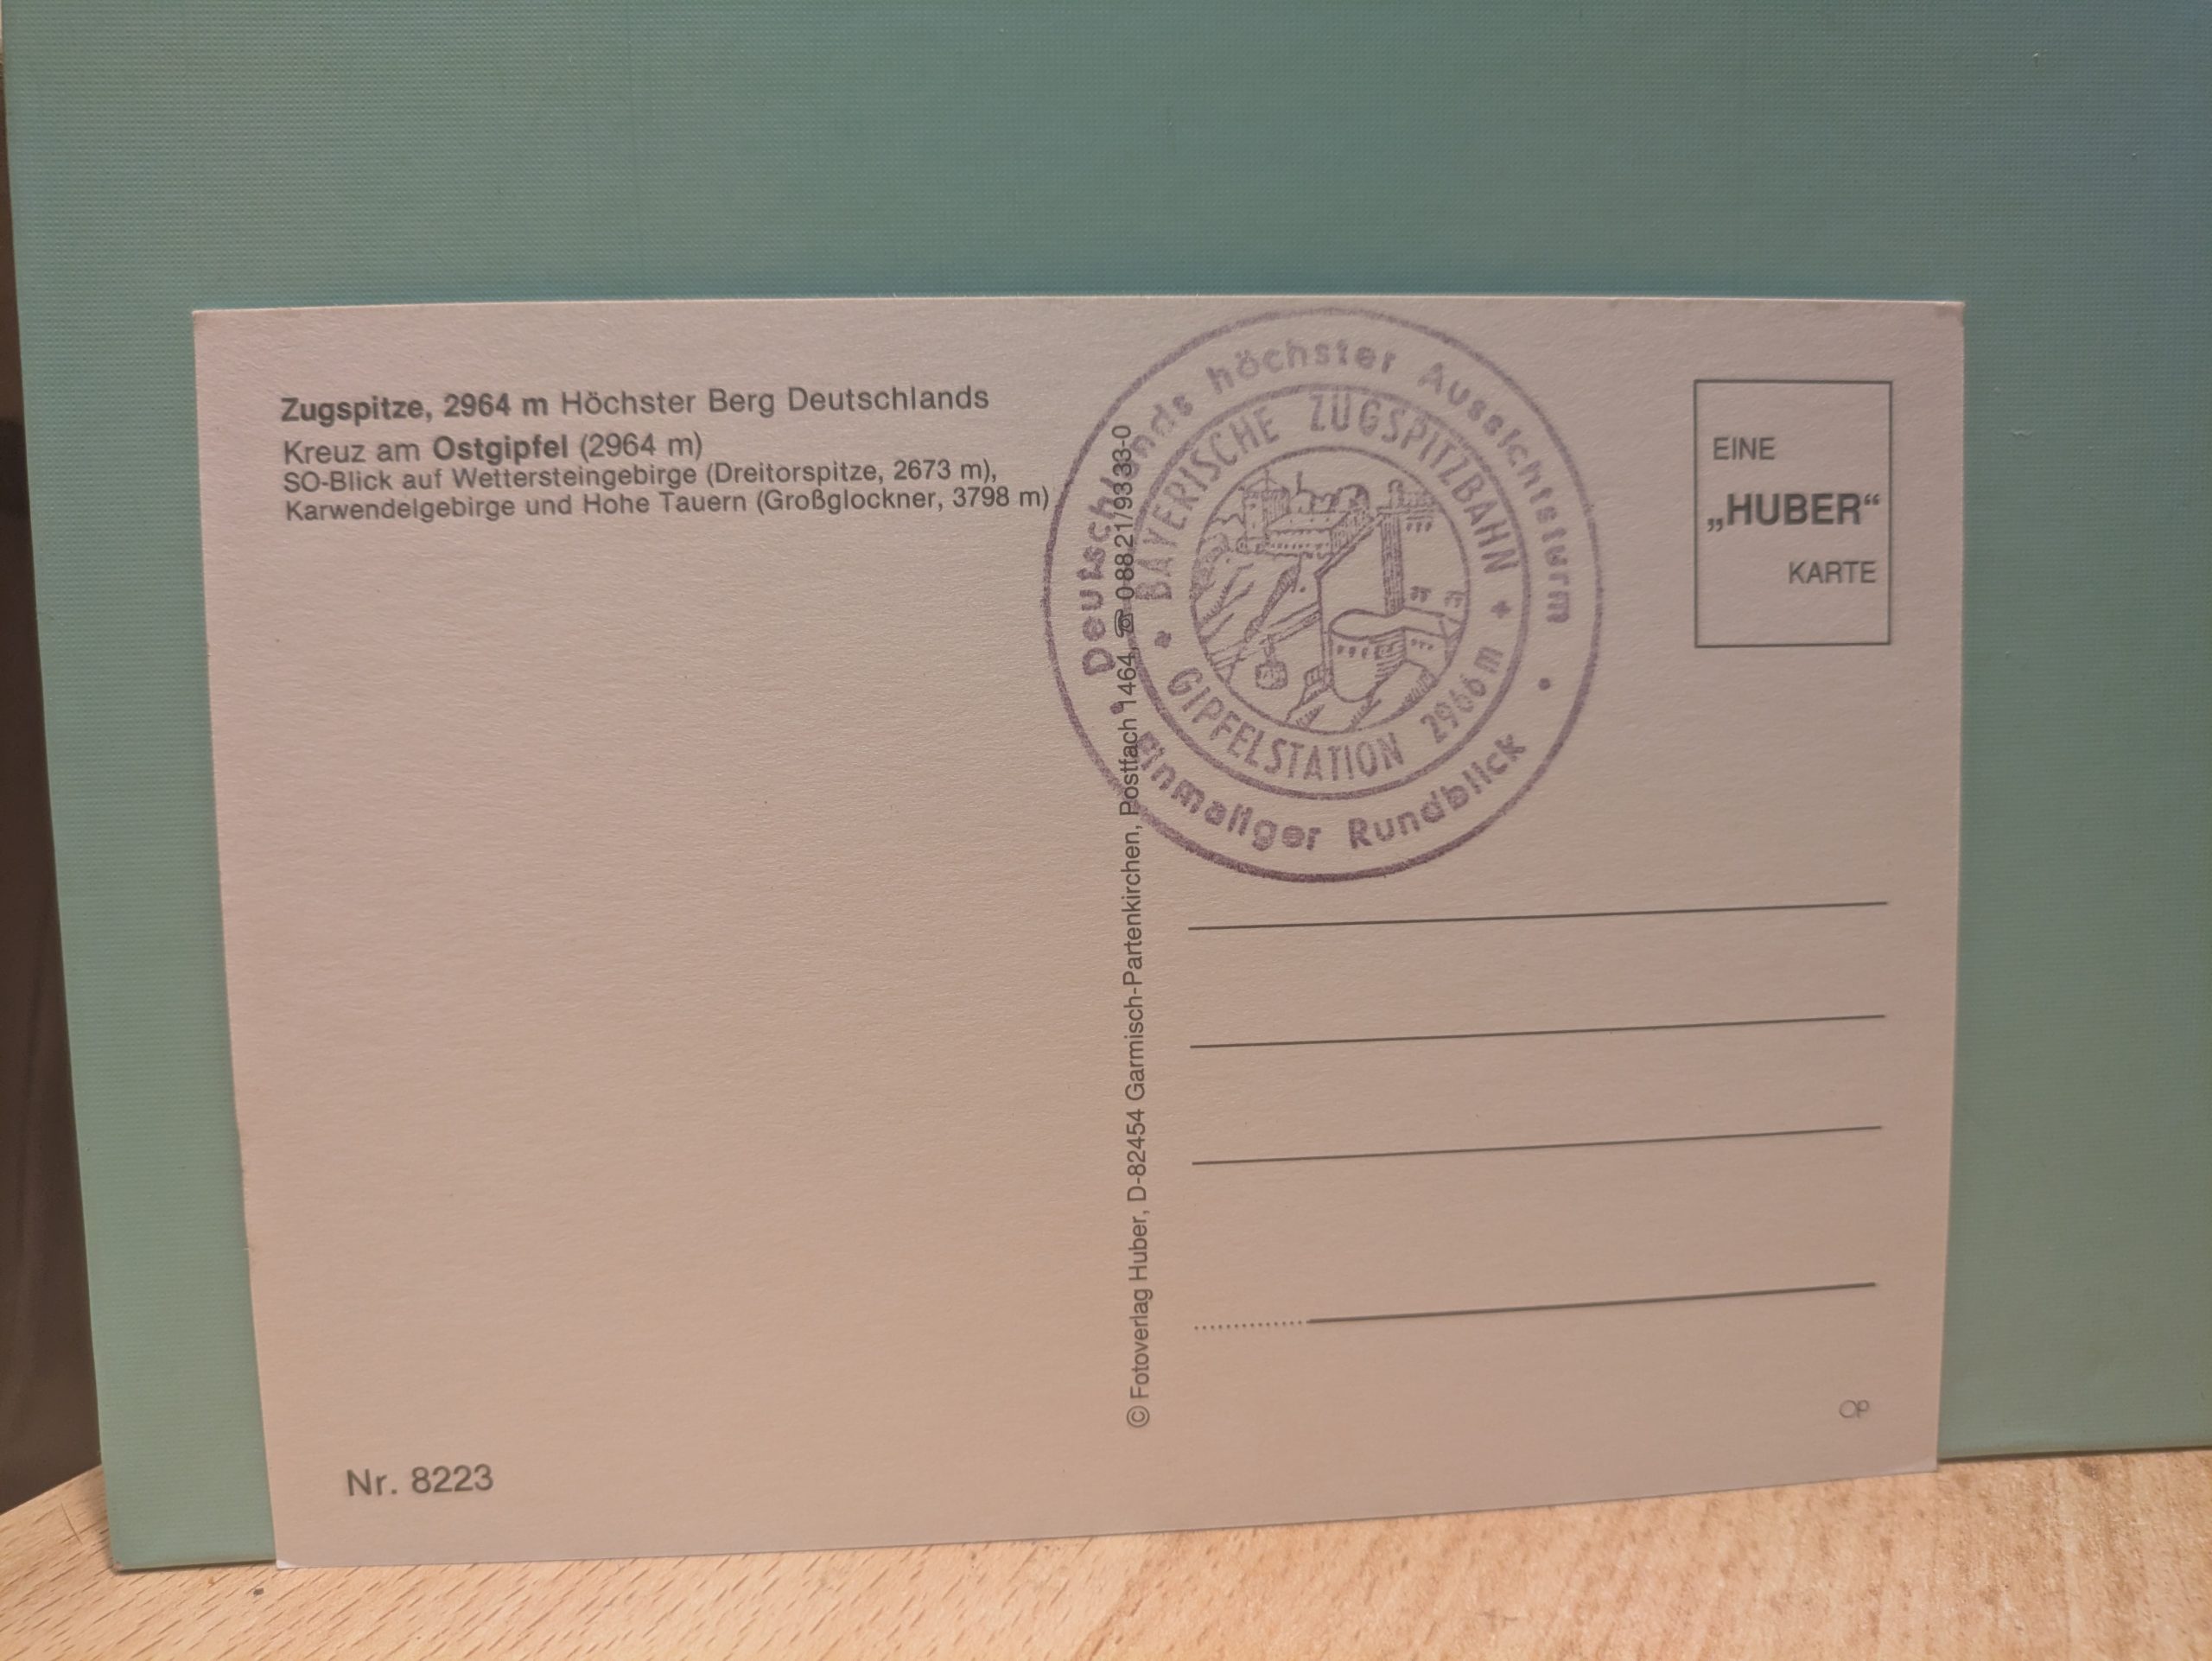 Zugspitze, 2964 m Höchster Berg Deutschlands
Kreuz am Ostgipfel (2964 m)
SO-Blick auf Wettersteingebirge (Dreitorspitze, 2673 m),
Karwendelgebirge und Hohe Tauern (Großglockner, 3798 m)
Nr. 8223
© Fotoverlag Huber, D-82454 Garmisch-Partenkirchen, Postfach 1464, ☏ 08821/9333-0
Deutschlands höchster Aussichtsturm
Einmaliger Rundblick
BAYERISCHE ZUGSPITZBAHN
GIPFELSTATION 2966 m
EINE
„HUBER“
KARTE
OP